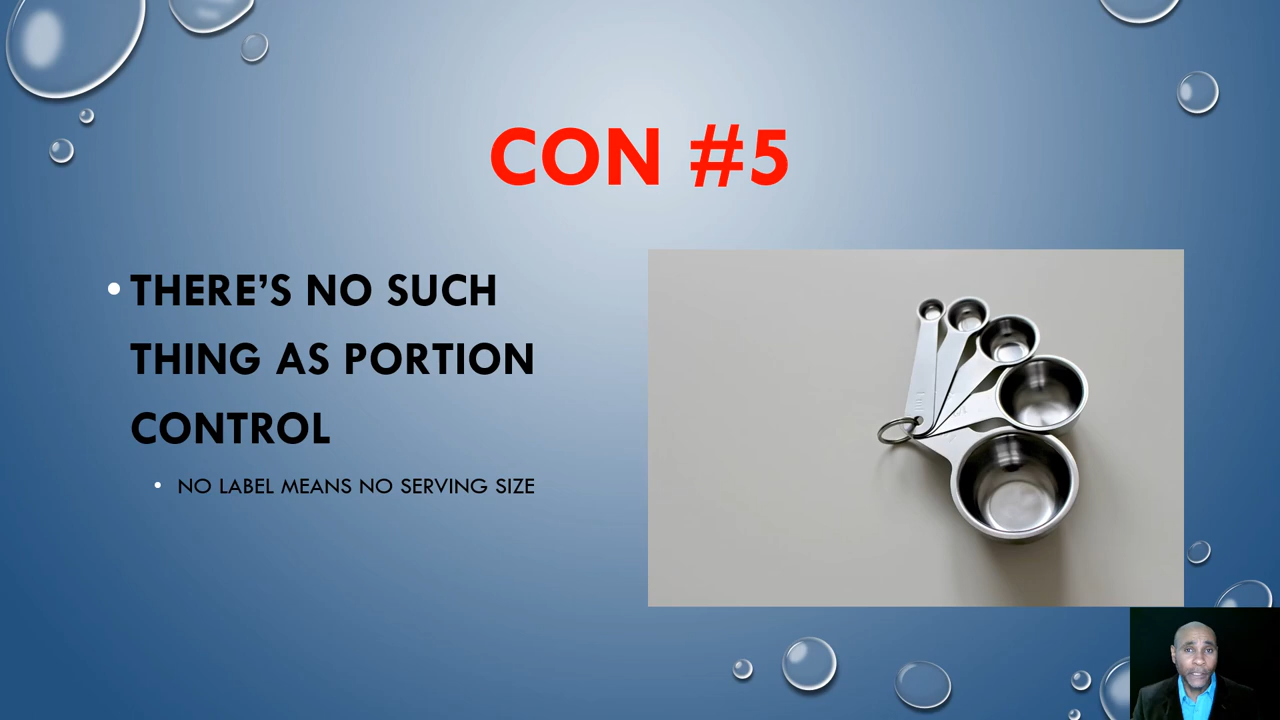 CON #5
THERE’S NO SUCH
THING AS PORTION
CONTROL
NO LABEL MEANS NO SERVING SIZE